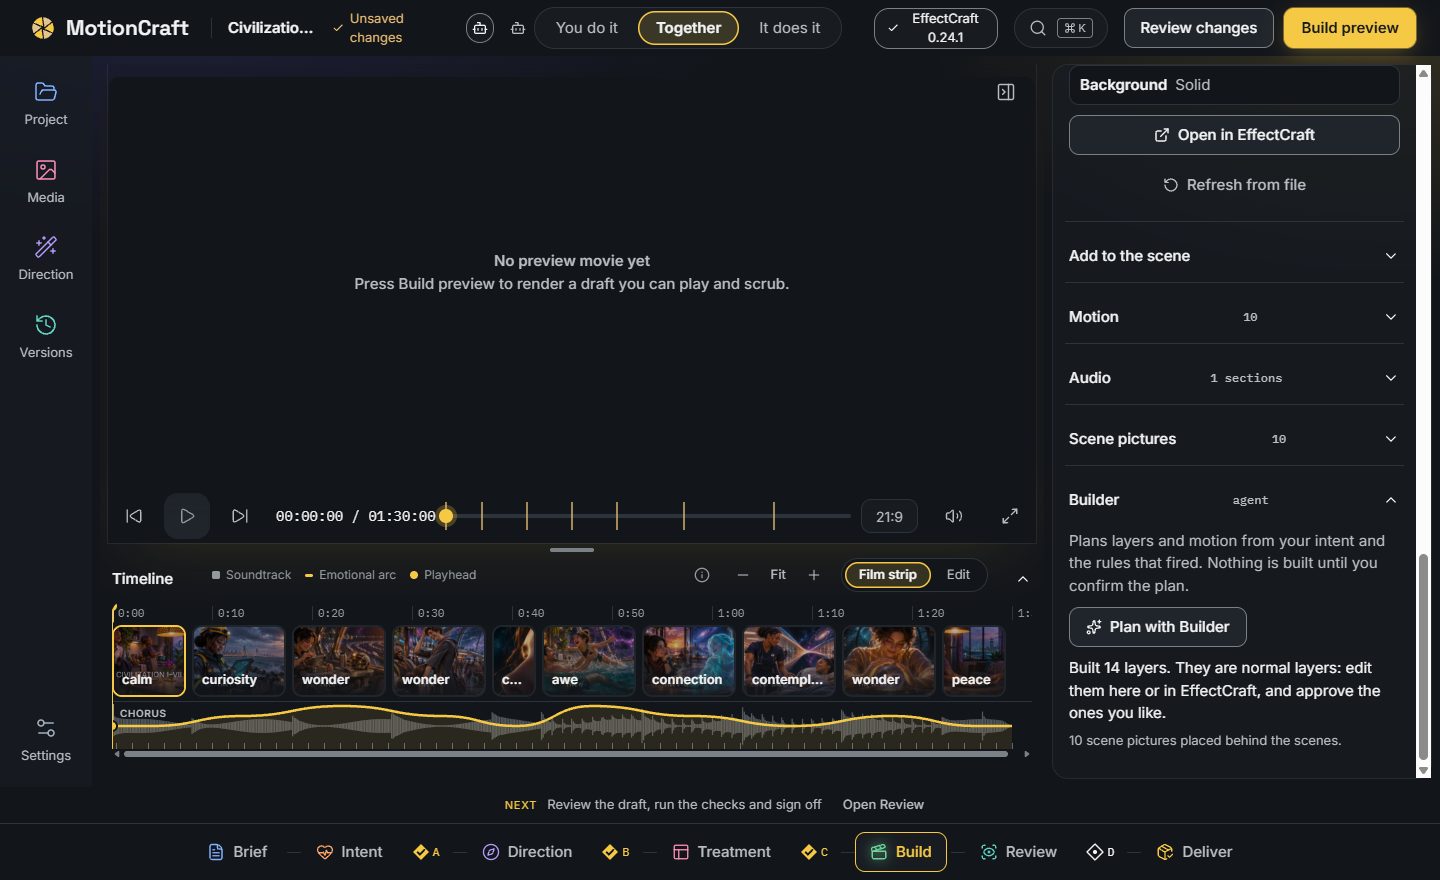 MotionCraft
Civilizatio...
Unsaved
changes
You do it
Together
It does it
EffectCraft
0.24.1
⌘K
Review changes
Build preview
Project
Media
Direction
Versions
Settings
No preview movie yet
Press Build preview to render a draft you can play and scrub.
00:00:00 / 01:30:00
21:9
Timeline
Soundtrack
Emotional arc
Playhead
Fit
Film strip
Edit
0:00
0:10
0:20
0:30
0:40
0:50
1:00
1:10
1:20
1:
calm
curiosity
wonder
wonder
c...
awe
connection
contempl...
wonder
peace
CHORUS
Background Solid
Open in EffectCraft
Refresh from file
Add to the scene
Motion 10
Audio 1 sections
Scene pictures 10
Builder agent
Plans layers and motion from your intent and
the rules that fired. Nothing is built until you
confirm the plan.
Plan with Builder
Built 14 layers. They are normal layers: edit
them here or in EffectCraft, and approve the
ones you like.
10 scene pictures placed behind the scenes.
NEXT Review the draft, run the checks and sign off Open Review
Brief
Intent
A
Direction
B
Treatment
C
Build
Review
D
Deliver